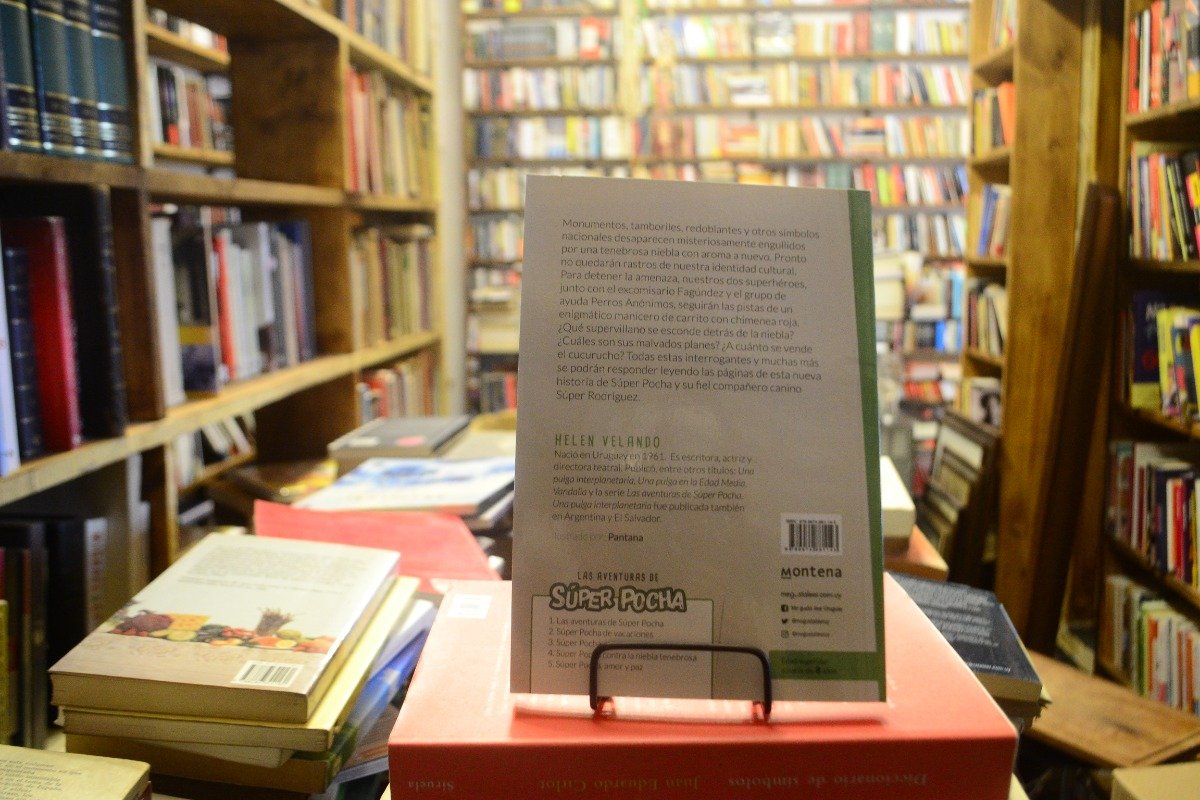 Monumentos, tamboriles, redoblantes y otros símbolos
nacionales desaparecen misteriosamente engullidos
por una tenebrosa niebla con aroma a nuevo. Pronto
no quedarán rastros de nuestra identidad cultural.
Para detener la amenaza, nuestros dos superhéroes,
junto con el excomisario Fagúndez y el grupo de
ayuda Perros Anónimos, seguirán las pistas de un
enigmático manicero de carrito con chimenea roja.
¿Qué supervillano se esconde detrás de la niebla?
¿Cuáles son sus malvados planes? ¿A cuánto se vende
el cucurucho? Todas estas interrogantes y muchas más
se podrán responder leyendo las páginas de esta nueva
historia de Súper Pocha y su fiel compañero canino
Súper Rodríguez.
HELEN VELANDO
Nació en Uruguay en 1961. Es escritora, actriz y
directora teatral. Publicó, entre otros títulos: Una
pulga interplanetaria, Una pulga en la Edad Media,
Vandalia y la serie Las aventuras de Súper Pocha.
Una pulga interplanetaria fue publicada también
en Argentina y El Salvador.
Ilustrado por: Pantana
Montena
LAS AVENTURAS DE
SÚPER POCHA
1. Las aventuras de Súper Pocha
2. Súper Pocha de vacaciones
3. Súper Pocha
4. Súper Pocha contra la niebla tenebrosa
5. Súper Pocha, amor y paz
Diccionario de símbolos Juan Eduardo Cirlot Siruela